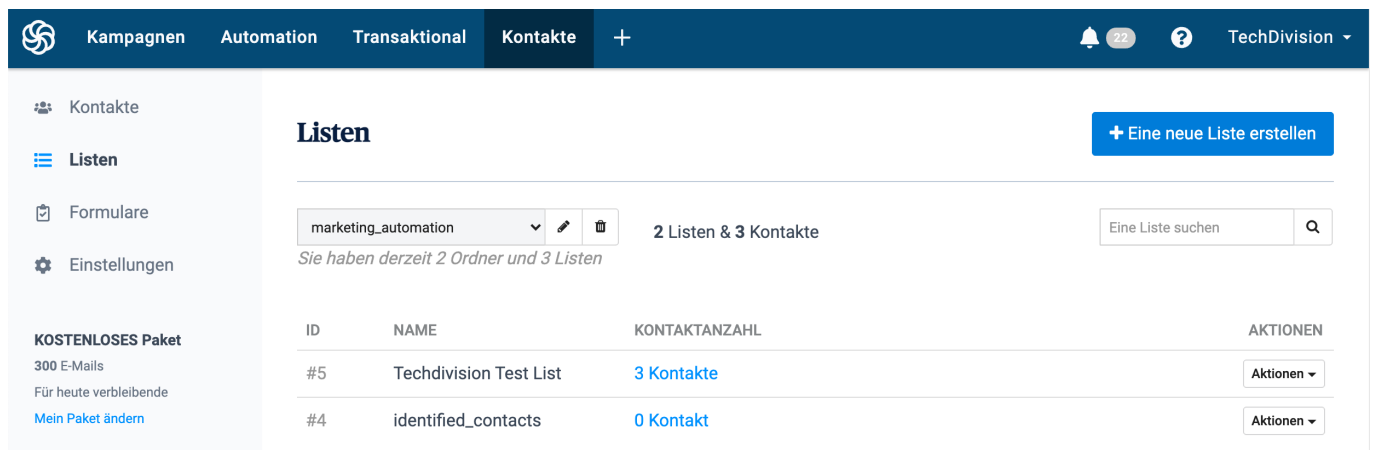 Kampagnen Automation Transaktional Kontakte + 22 ? TechDivision
Kontakte
Listen
Formulare
Einstellungen
KOSTENLOSES Paket
300 E-Mails
Für heute verbleibende
Mein Paket ändern
Listen
+ Eine neue Liste erstellen
marketing_automation
2 Listen & 3 Kontakte
Eine Liste suchen
Sie haben derzeit 2 Ordner und 3 Listen
ID NAME KONTAKTANZAHL AKTIONEN
#5 Techdivision Test List 3 Kontakte Aktionen
#4 identified_contacts 0 Kontakt Aktionen